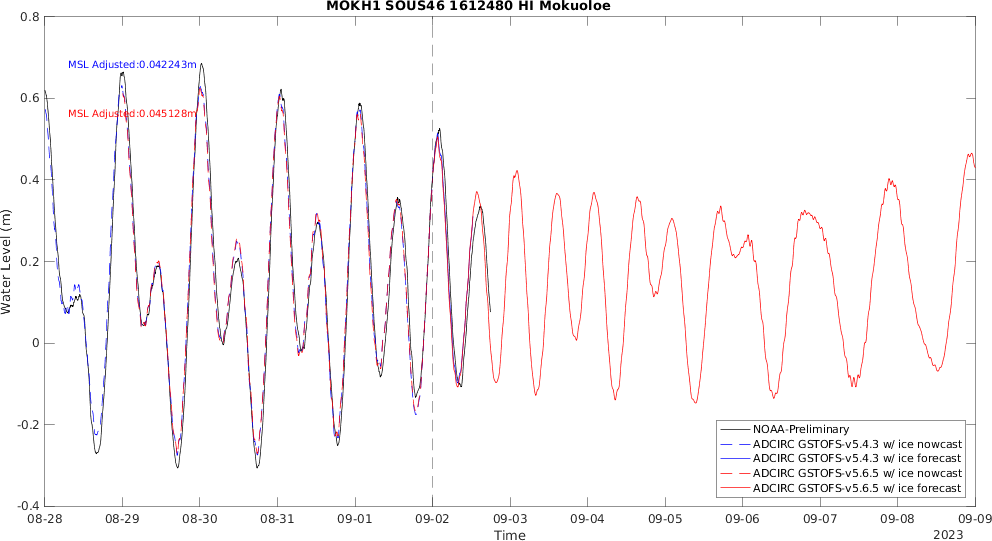 MOKH1 SOUS46 1612480 HI Mokuoloe
0.8
0.6
0.4
0.2
0
-0.2
-0.4
Water Level (m)
MSL Adjusted:0.042243m
MSL Adjusted:0.045128m
NOAA-Preliminary
ADCIRC GSTOFS-v5.4.3 w/ ice nowcast
ADCIRC GSTOFS-v5.4.3 w/ ice forecast
ADCIRC GSTOFS-v5.6.5 w/ ice nowcast
ADCIRC GSTOFS-v5.6.5 w/ ice forecast
08-28 08-29 08-30 08-31 09-01 09-02 09-03 09-04 09-05 09-06 09-07 09-08 09-09
Time
2023